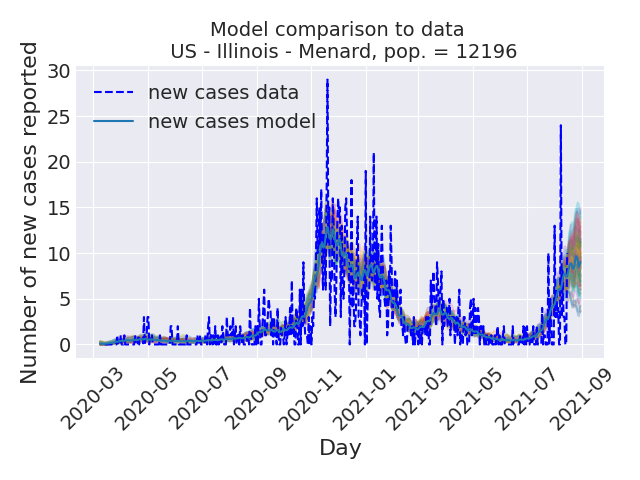 Model comparison to data
US - Illinois - Menard, pop. = 12196
Number of new cases reported
30
25
20
15
10
5
0
new cases data
new cases model
2020-03
2020-05
2020-07
2020-09
2020-11
2021-01
2021-03
2021-05
2021-07
2021-09
Day